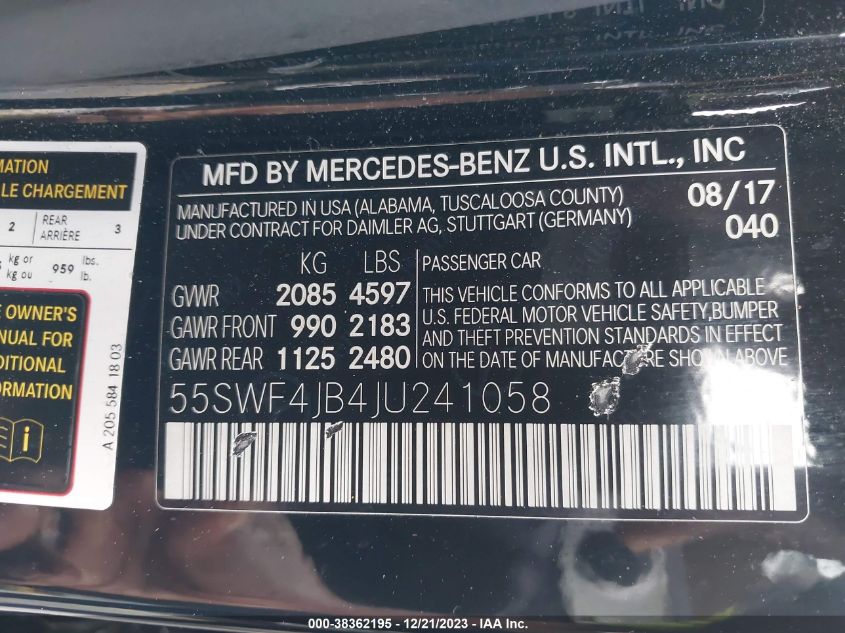 MATION
LE CHARGEMENT
2 REAR ARRIÈRE 3
kg or kg ou 959 lbs. lb.
OWNER'S
NUAL FOR
DITIONAL
ORMATION
i
A 205 584 18 03
MFD BY MERCEDES-BENZ U.S. INTL., INC
MANUFACTURED IN USA (ALABAMA, TUSCALOOSA COUNTY) 08/17
UNDER CONTRACT FOR DAIMLER AG, STUTTGART (GERMANY) 040
KG LBS PASSENGER CAR
GVWR 2085 4597
GAWR FRONT 990 2183
GAWR REAR 1125 2480
THIS VEHICLE CONFORMS TO ALL APPLICABLE
U.S. FEDERAL MOTOR VEHICLE SAFETY,BUMPER
AND THEFT PREVENTION STANDARDS IN EFFECT
ON THE DATE OF MANUFACTURE SHOWN ABOVE
55SWF4JB4JU241058
000-38362195 - 12/21/2023 - IAA Inc.